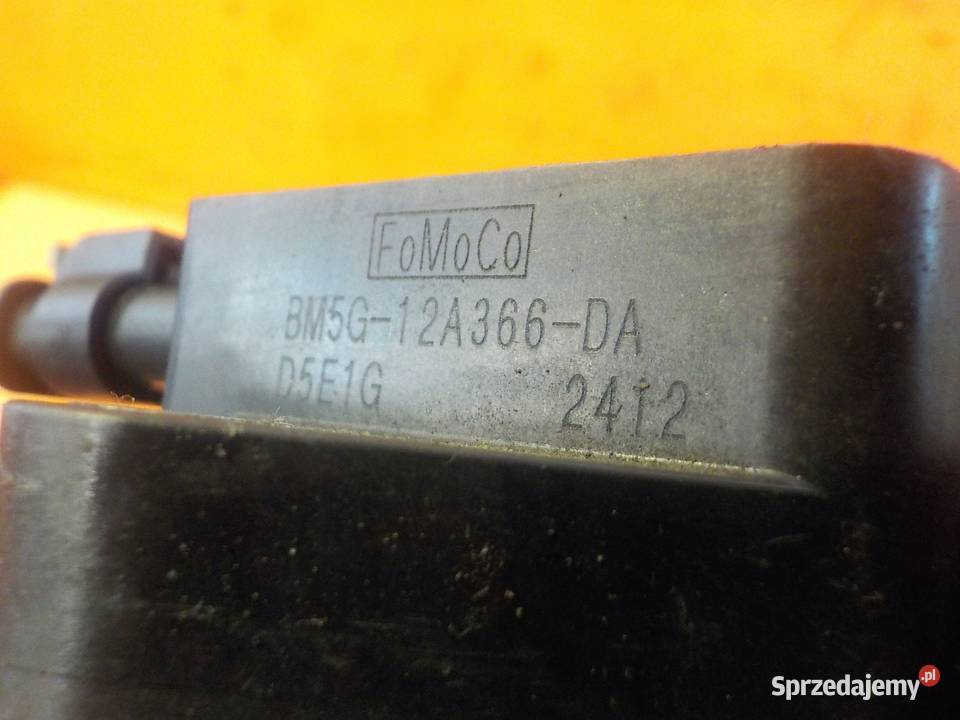 FoMoCo
BM5G-12A366-DA
D5E1G 2412
Sprzedajemy.pl